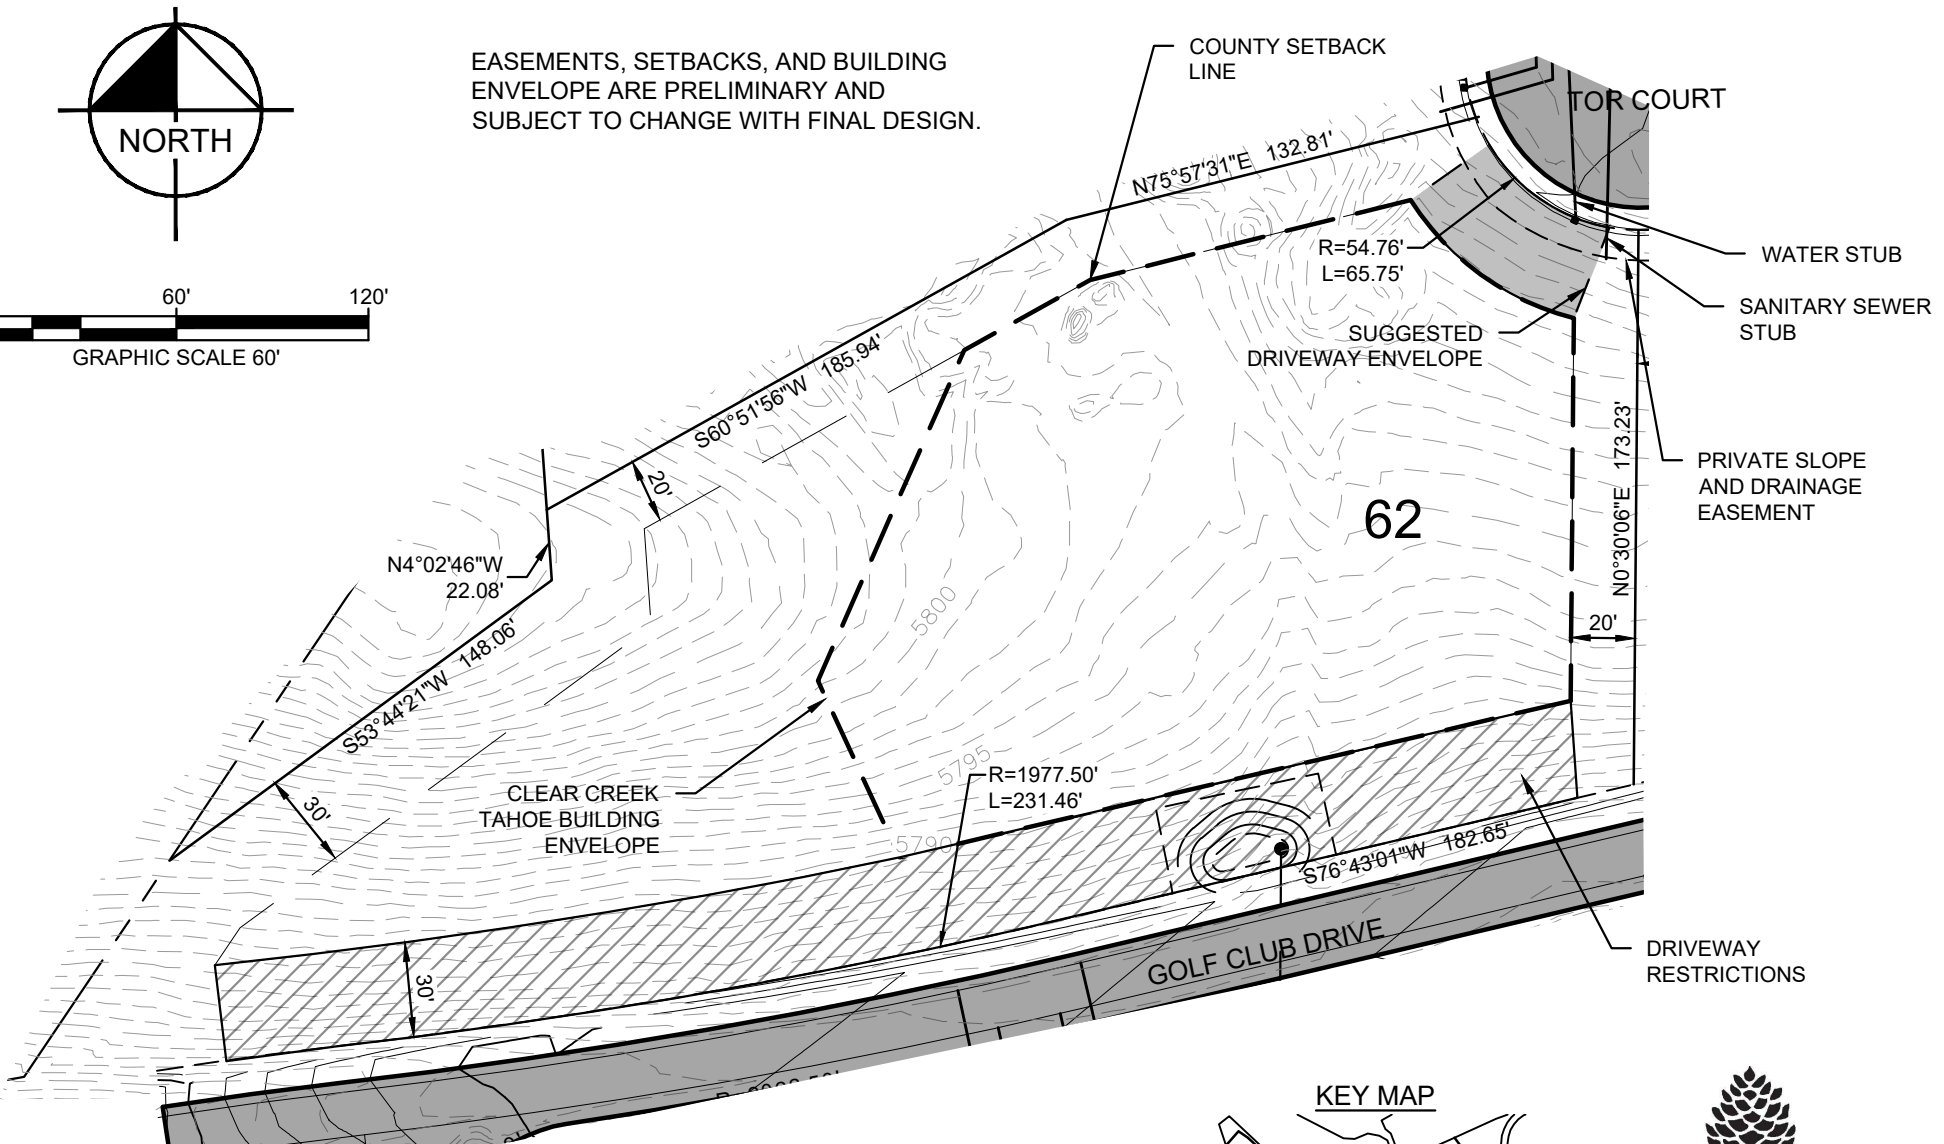 NORTH
EASEMENTS, SETBACKS, AND BUILDING
ENVELOPE ARE PRELIMINARY AND
SUBJECT TO CHANGE WITH FINAL DESIGN.
COUNTY SETBACK
LINE
TOR COURT
N75°57'31"E 132.81'
R=54.76'
L=65.75'
WATER STUB
SANITARY SEWER
STUB
60'
120'
GRAPHIC SCALE 60'
SUGGESTED
DRIVEWAY ENVELOPE
S60°51'56"W 185.94'
20'
N0°30'06"E 173.23'
PRIVATE SLOPE
AND DRAINAGE
EASEMENT
62
N4°02'46"W
22.08'
5800
20'
S53°44'21"W 148.06'
5795
R=1977.50'
L=231.46'
CLEAR CREEK
TAHOE BUILDING
ENVELOPE
30'
5790
S76°43'01"W 182.65'
GOLF CLUB DRIVE
DRIVEWAY
RESTRICTIONS
30'
KEY MAP